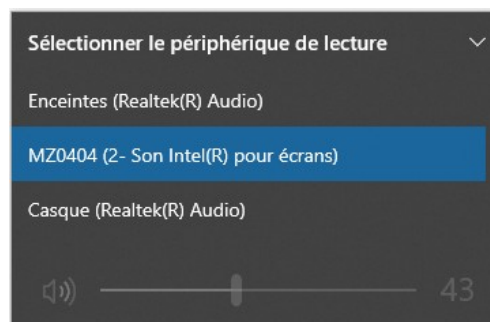 Sélectionner le périphérique de lecture
Enceintes (Realtek(R) Audio)
MZ0404 (2- Son Intel(R) pour écrans)
Casque (Realtek(R) Audio)
43